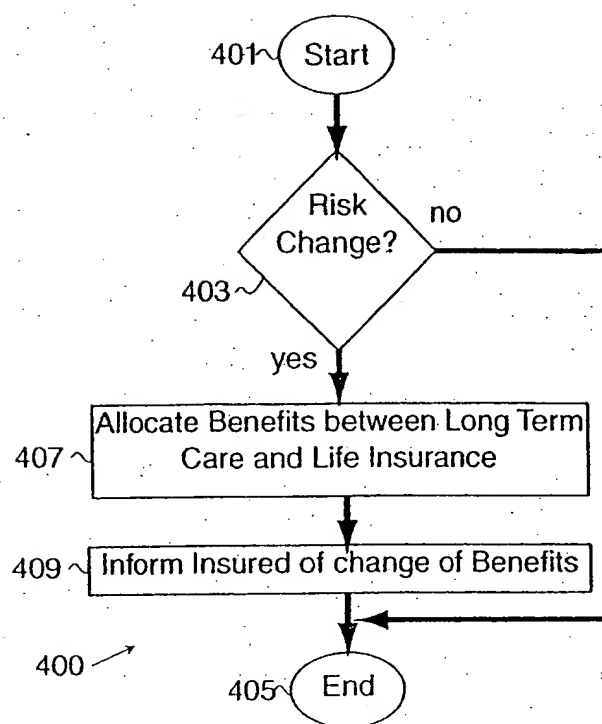 401 Start
Risk
Change?
no
403
yes
Allocate Benefits between Long Term
Care and Life Insurance
407
Inform Insured of change of Benefits
409
400
405 End